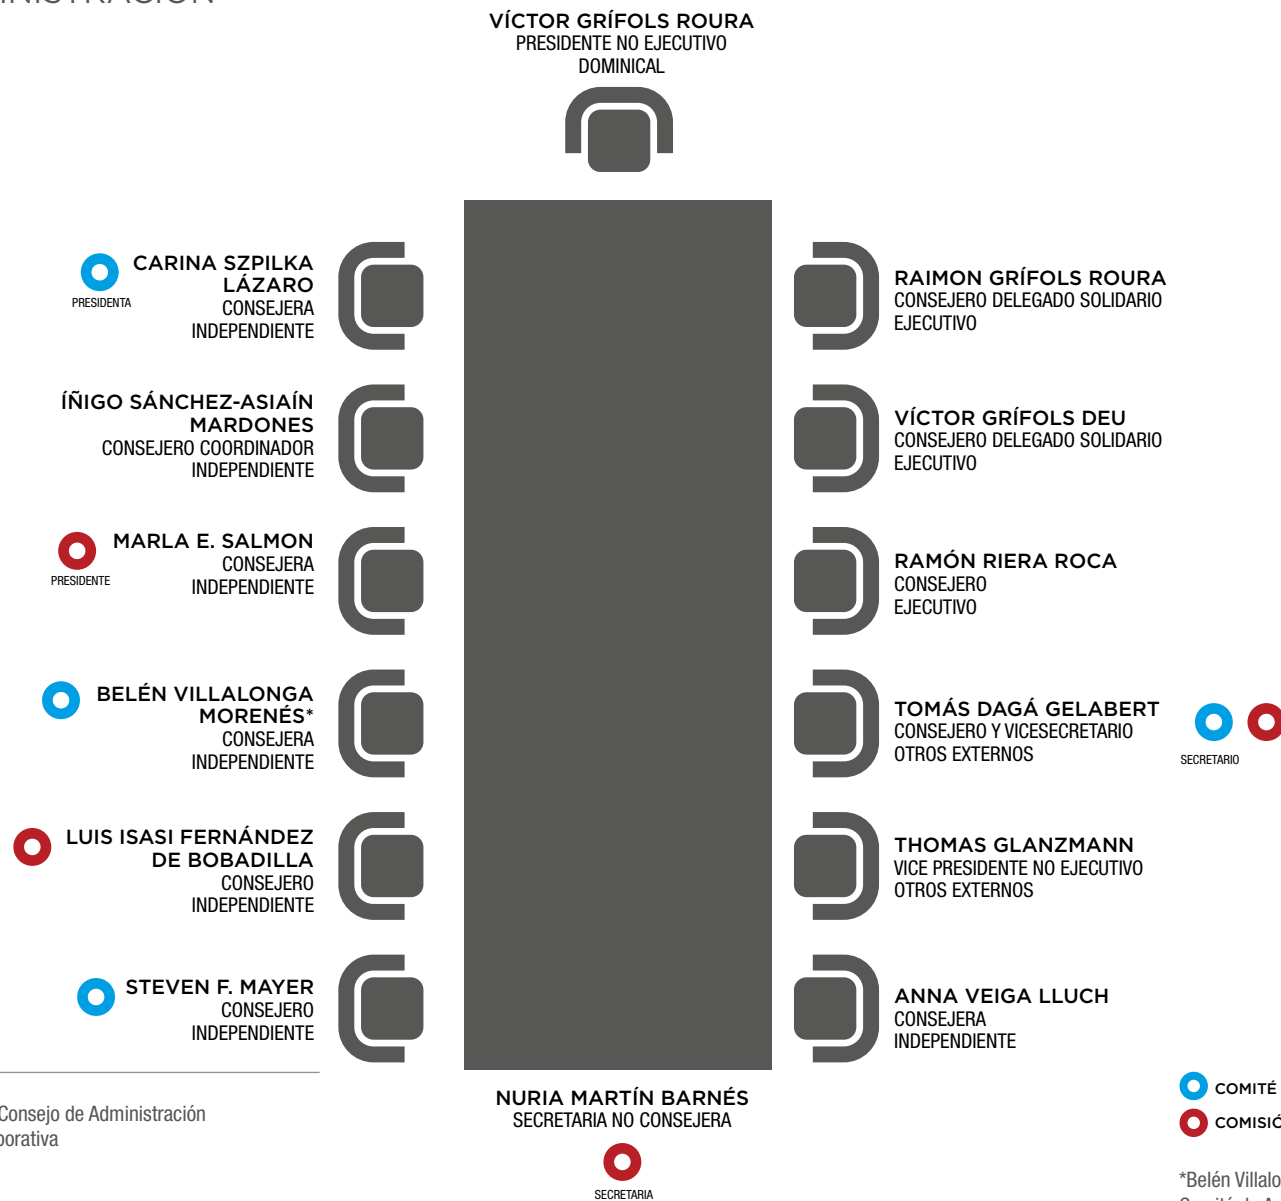 VÍCTOR GRÍFOLS ROURA
PRESIDENTE NO EJECUTIVO
DOMINICAL
CARINA SZPILKA
LÁZARO
CONSEJERA
INDEPENDIENTE
PRESIDENTA
ÍÑIGO SÁNCHEZ-ASIAÍN
MARDONES
CONSEJERO COORDINADOR
INDEPENDIENTE
MARLA E. SALMON
CONSEJERA
INDEPENDIENTE
PRESIDENTE
BELÉN VILLALONGA
MORENÉS*
CONSEJERA
INDEPENDIENTE
LUIS ISASI FERNÁNDEZ
DE BOBADILLA
CONSEJERO
INDEPENDIENTE
STEVEN F. MAYER
CONSEJERO
INDEPENDIENTE
RAIMON GRÍFOLS ROURA
CONSEJERO DELEGADO SOLIDARIO
EJECUTIVO
VÍCTOR GRÍFOLS DEU
CONSEJERO DELEGADO SOLIDARIO
EJECUTIVO
RAMÓN RIERA ROCA
CONSEJERO
EJECUTIVO
TOMÁS DAGÁ GELABERT
CONSEJERO Y VICESECRETARIO
OTROS EXTERNOS
SECRETARIO
THOMAS GLANZMANN
VICE PRESIDENTE NO EJECUTIVO
OTROS EXTERNOS
ANNA VEIGA LLUCH
CONSEJERA
INDEPENDIENTE
NURIA MARTÍN BARNÉS
SECRETARIA NO CONSEJERA
SECRETARIA
Consejo de Administración
COMITÉ
*Belén